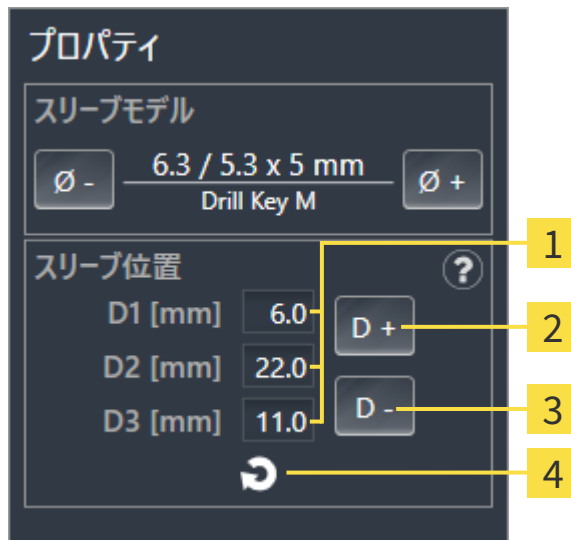 プロパティ
スリーブモデル
Ø - 6.3 / 5.3 x 5 mm Ø +
Drill Key M
スリーブ位置 ?
D1 [mm] 6.0
D2 [mm] 22.0
D3 [mm] 11.0
D +
D -
1
2
3
4